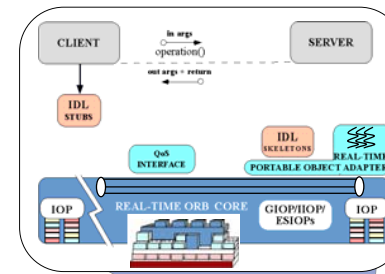 in args
CLIENT
operation()
SERVER
out args + return
IDL
STUBS
QoS
INTERFACE
IDL
SKELETONS
REAL-TIME
PORTABLE OBJECT ADAPTER
IOP
REAL-TIME ORB CORE
GIOP/IIOP/
ESIOPs
IOP